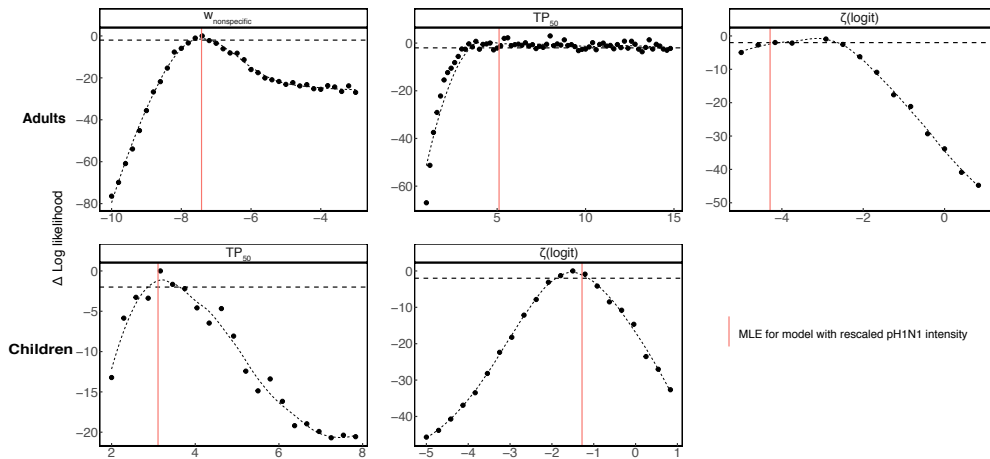 w nonspecific
TP50
ζ(logit)
Adults
0
−20
−40
−60
−80
−10 −8 −6 −4
0
−20
−40
−60
5 10 15
0
−10
−20
−30
−40
−50
−4 −2 0
Δ Log likelihood
TP50
ζ(logit)
Children
0
−5
−10
−15
−20
2 4 6 8
0
−10
−20
−30
−40
−5 −4 −3 −2 −1 0 1
MLE for model with rescaled pH1N1 intensity